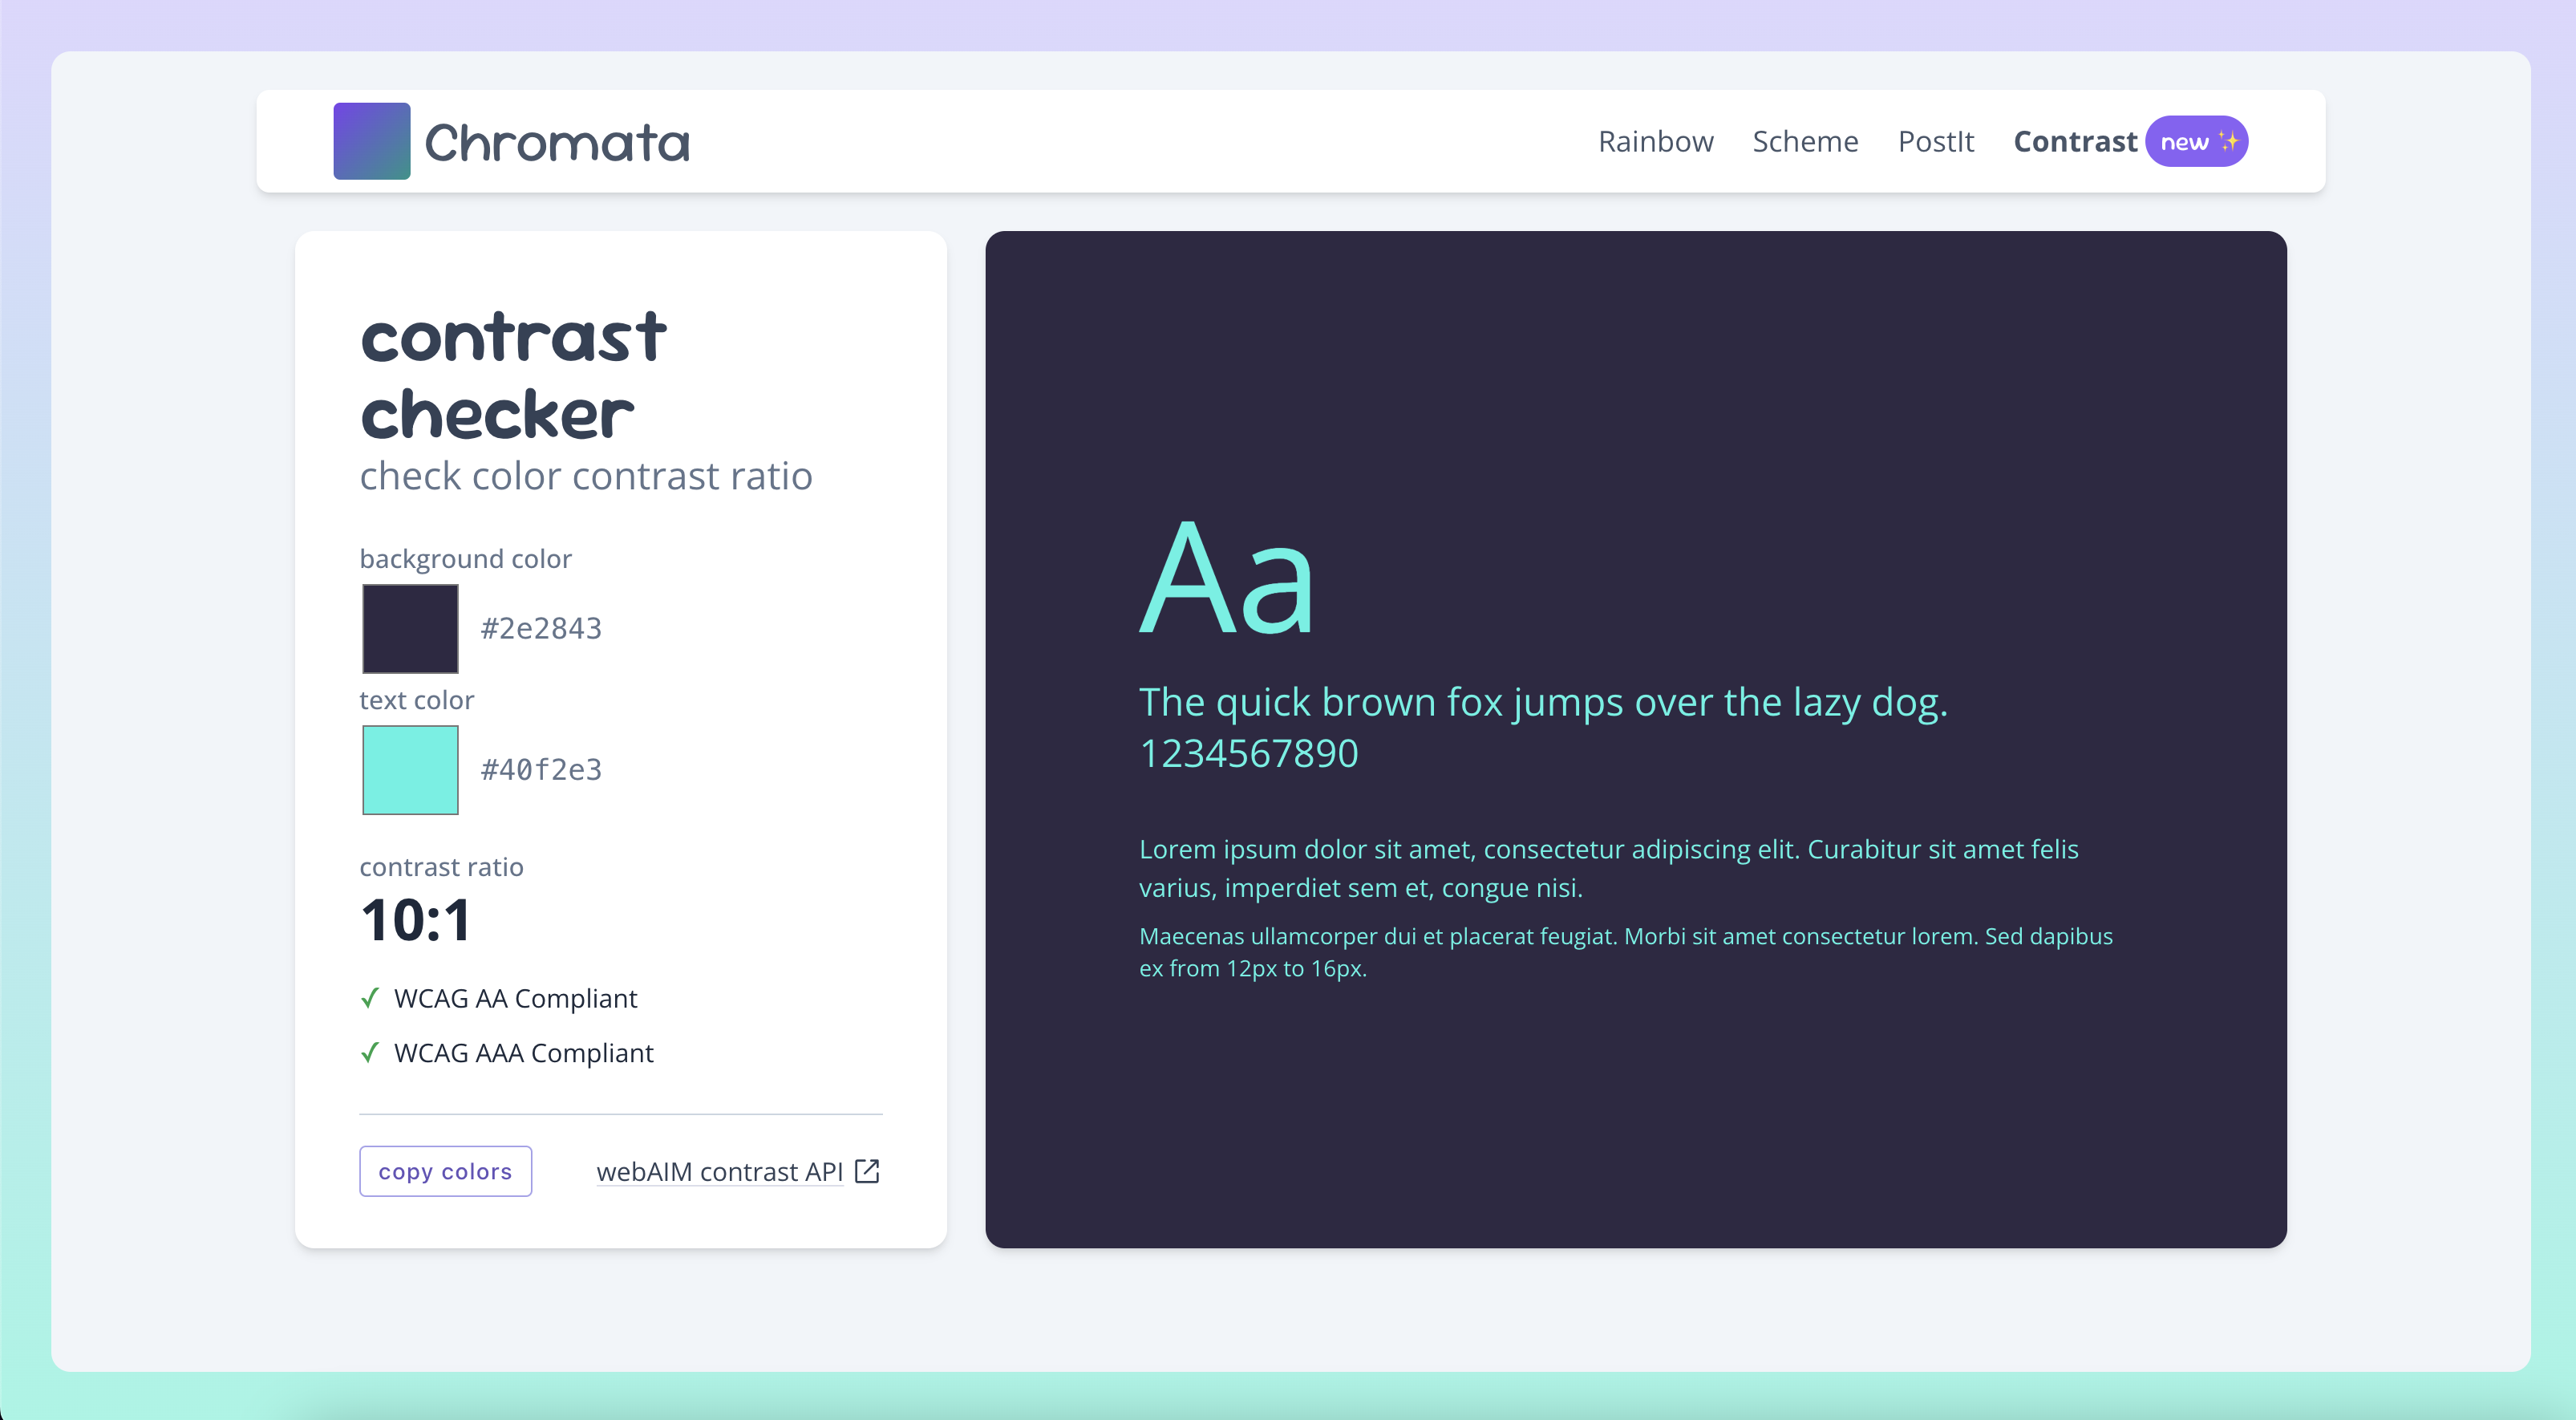 Chromata
Rainbow Scheme PostIt Contrast new ✨
contrast
checker
check color contrast ratio
background color
#2e2843
text color
#40f2e3
contrast ratio
10:1
✓ WCAG AA Compliant
✓ WCAG AAA Compliant
copy colors
webAIM contrast API
Aa
The quick brown fox jumps over the lazy dog.
1234567890
Lorem ipsum dolor sit amet, consectetur adipiscing elit. Curabitur sit amet felis
varius, imperdiet sem et, congue nisi.
Maecenas ullamcorper dui et placerat feugiat. Morbi sit amet consectetur lorem. Sed dapibus
ex from 12px to 16px.